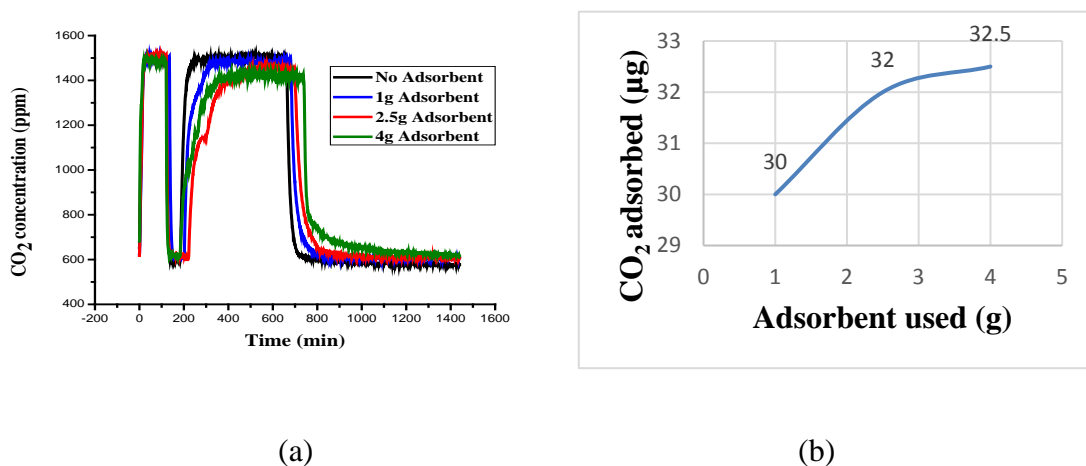 1600
1400
1200
1000
800
600
400
-200 0 200 400 600 800 1000 1200 1400 1600
CO2 concentration (ppm)
Time (min)
No Adsorbent
1g Adsorbent
2.5g Adsorbent
4g Adsorbent
(a)
33
32
31
30
29
0 1 2 3 4 5
30
32
32.5
CO2 adsorbed (µg)
Adsorbent used (g)
(b)